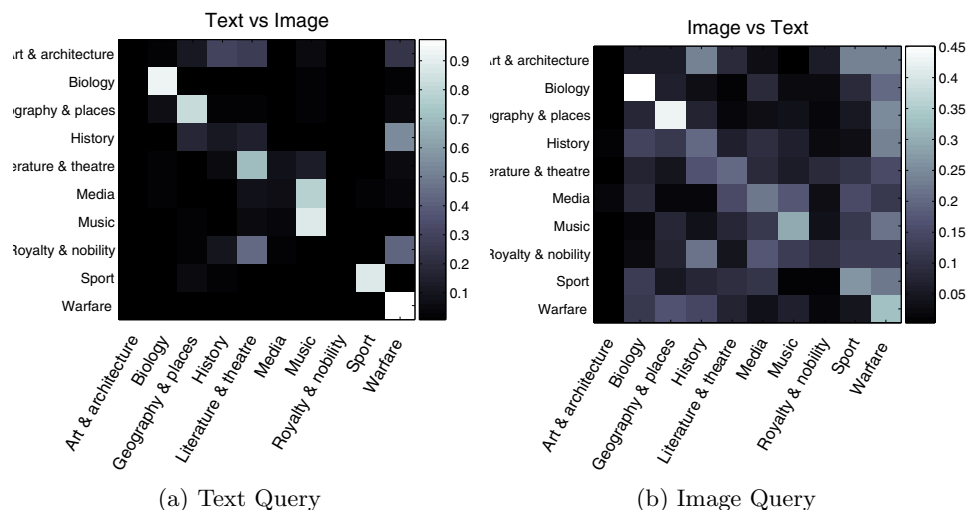 Text vs Image
Art & architecture
Biology
ography & places
History
erature & theatre
Media
Music
Royalty & nobility
Sport
Warfare
0.9
0.8
0.7
0.6
0.5
0.4
0.3
0.2
0.1
Art & architecture
Biology
Geography & places
History
Literature & theatre
Media
Music
Royalty & nobility
Sport
Warfare
(a) Text Query
Image vs Text
Art & architecture
Biology
ography & places
History
erature & theatre
Media
Music
Royalty & nobility
Sport
Warfare
0.45
0.4
0.35
0.3
0.25
0.2
0.15
0.1
0.05
Art & architecture
Biology
Geography & places
History
Literature & theatre
Media
Music
Royalty & nobility
Sport
Warfare
(b) Image Query